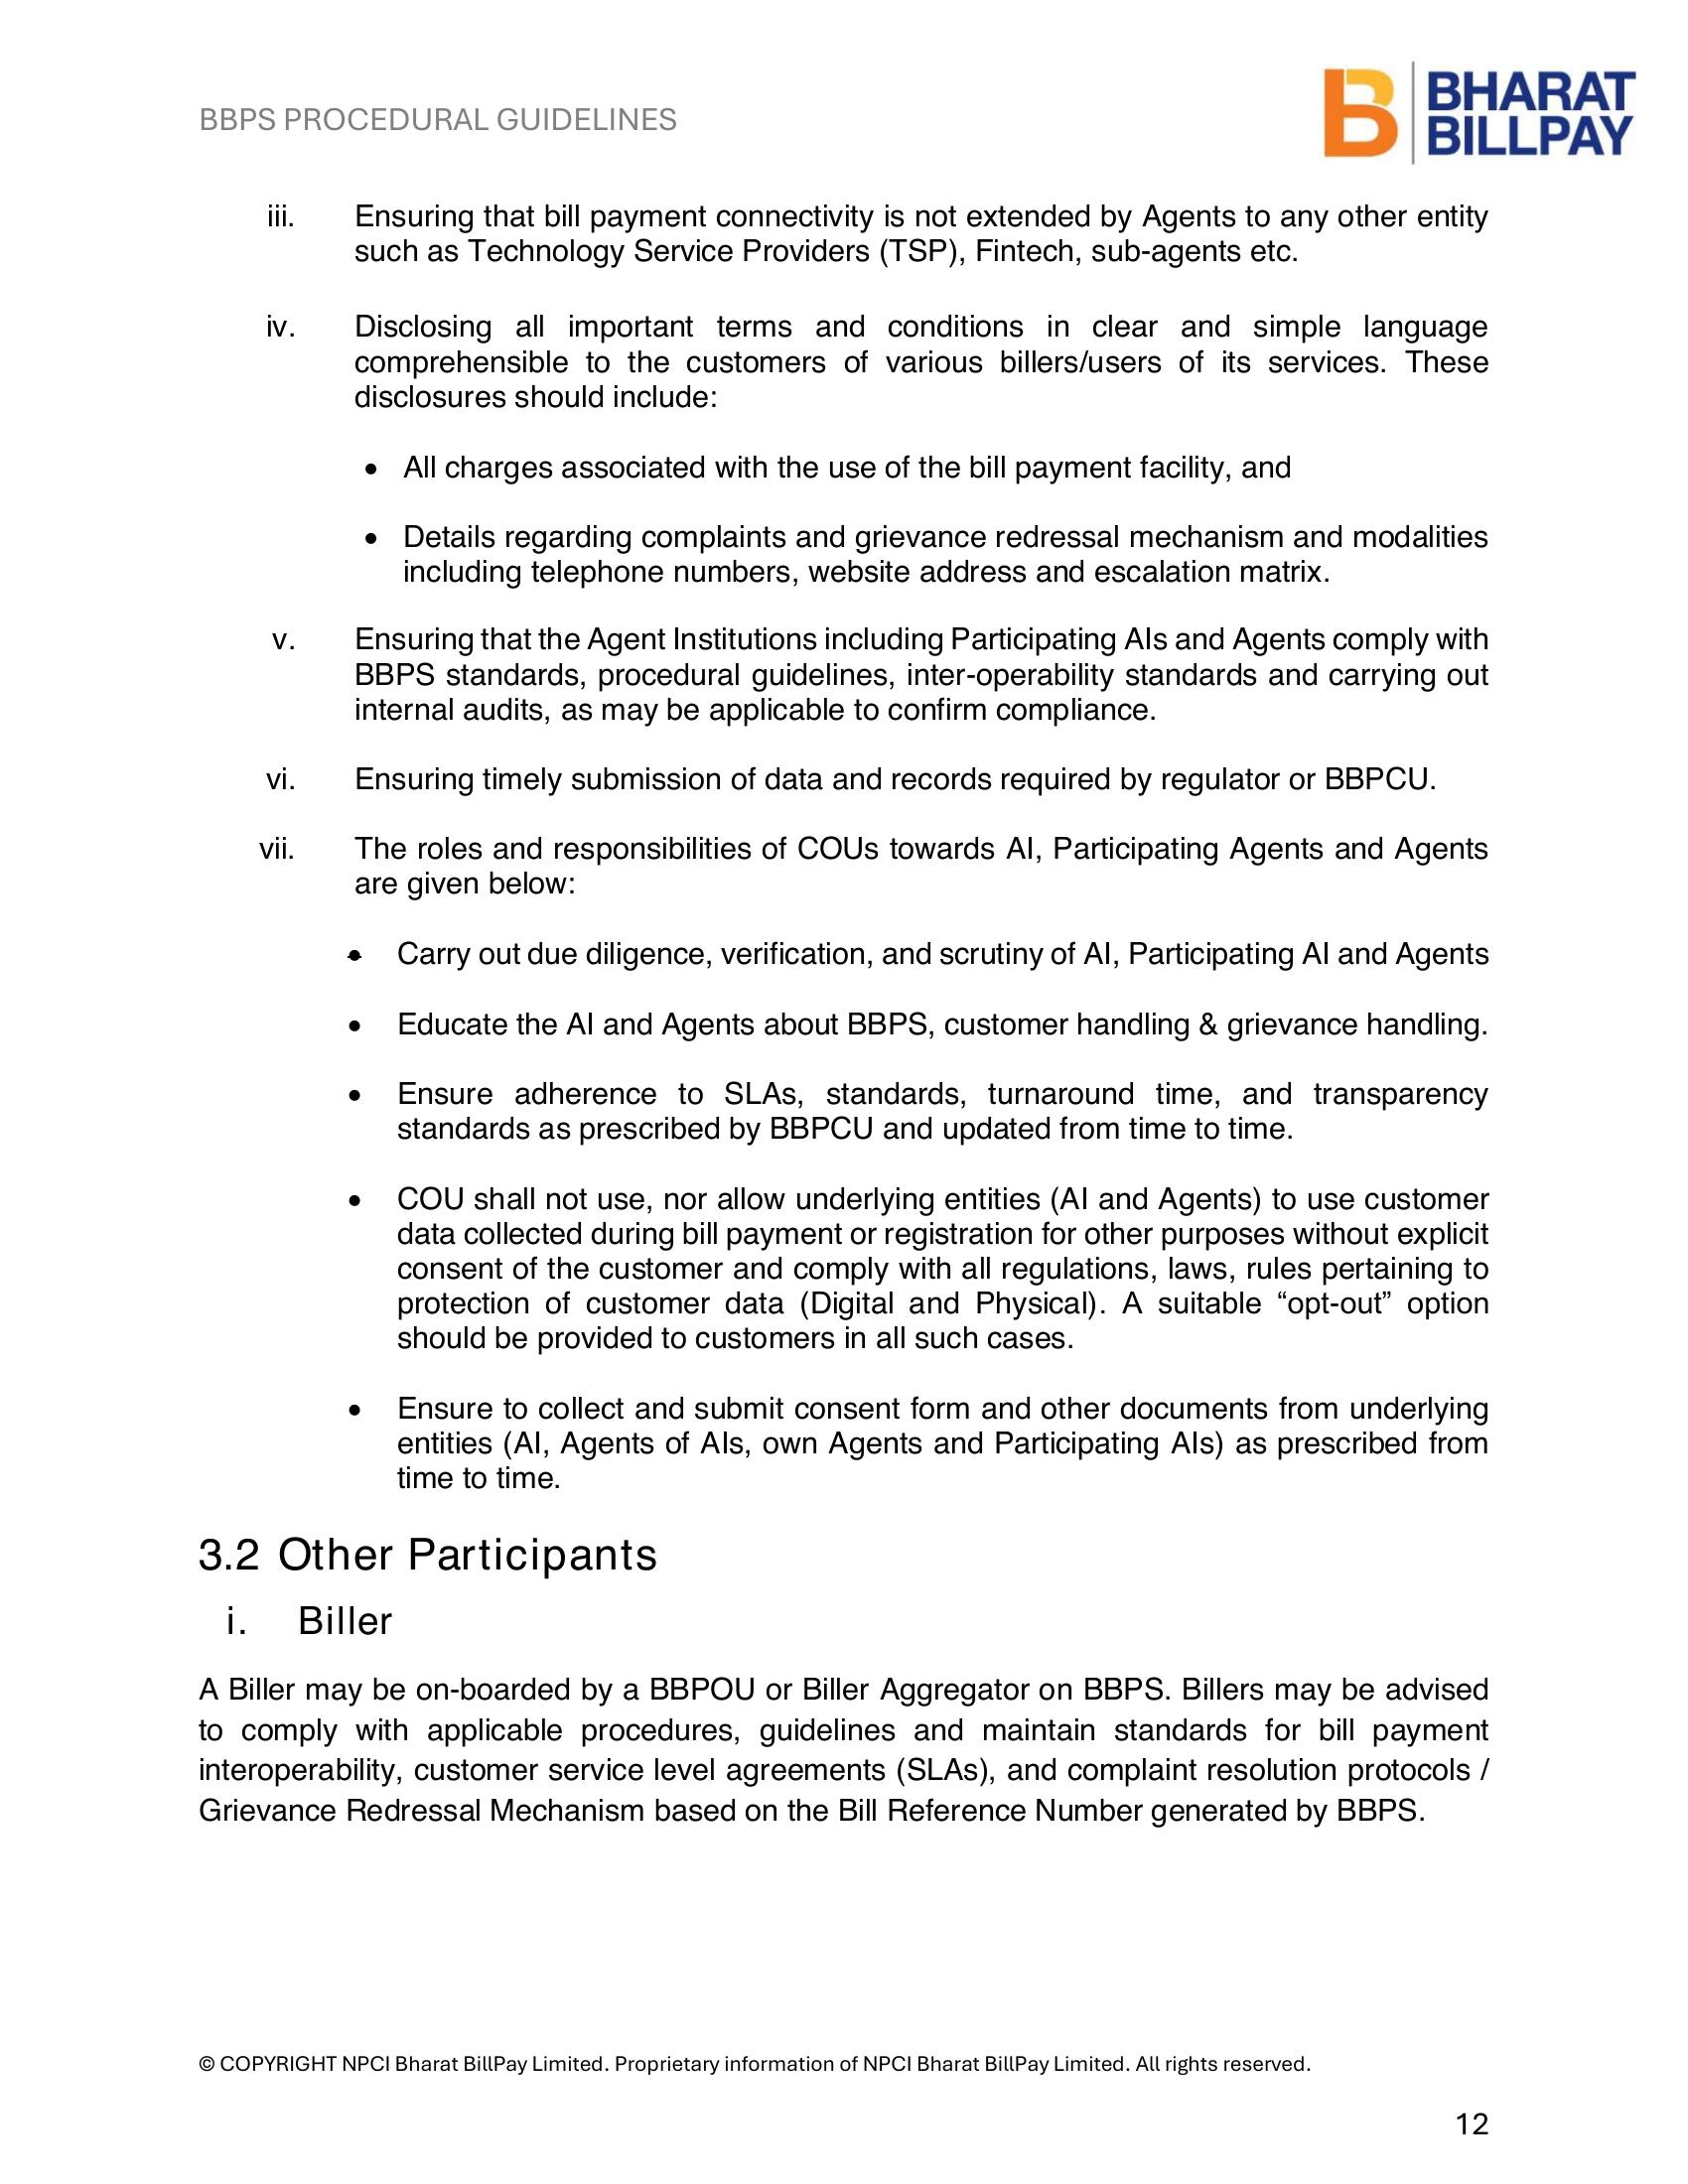 BBPS PROCEDURAL GUIDELINES
BHARAT
BILLPAY
iii. Ensuring that bill payment connectivity is not extended by Agents to any other entity
such as Technology Service Providers (TSP), Fintech, sub-agents etc.
iv. Disclosing all important terms and conditions in clear and simple language
comprehensible to the customers of various billers/users of its services. These
disclosures should include:
• All charges associated with the use of the bill payment facility, and
• Details regarding complaints and grievance redressal mechanism and modalities
including telephone numbers, website address and escalation matrix.
v. Ensuring that the Agent Institutions including Participating AIs and Agents comply with
BBPS standards, procedural guidelines, inter-operability standards and carrying out
internal audits, as may be applicable to confirm compliance.
vi. Ensuring timely submission of data and records required by regulator or BBPCU.
vii. The roles and responsibilities of COUs towards AI, Participating Agents and Agents
are given below:
• Carry out due diligence, verification, and scrutiny of AI, Participating AI and Agents
• Educate the AI and Agents about BBPS, customer handling & grievance handling.
• Ensure adherence to SLAs, standards, turnaround time, and transparency
standards as prescribed by BBPCU and updated from time to time.
• COU shall not use, nor allow underlying entities (AI and Agents) to use customer
data collected during bill payment or registration for other purposes without explicit
consent of the customer and comply with all regulations, laws, rules pertaining to
protection of customer data (Digital and Physical). A suitable “opt-out” option
should be provided to customers in all such cases.
• Ensure to collect and submit consent form and other documents from underlying
entities (AI, Agents of AIs, own Agents and Participating AIs) as prescribed from
time to time.
3.2 Other Participants
i. Biller
A Biller may be on-boarded by a BBPOU or Biller Aggregator on BBPS. Billers may be advised
to comply with applicable procedures, guidelines and maintain standards for bill payment
interoperability, customer service level agreements (SLAs), and complaint resolution protocols /
Grievance Redressal Mechanism based on the Bill Reference Number generated by BBPS.
© COPYRIGHT NPCI Bharat BillPay Limited. Proprietary information of NPCI Bharat BillPay Limited. All rights reserved.
12